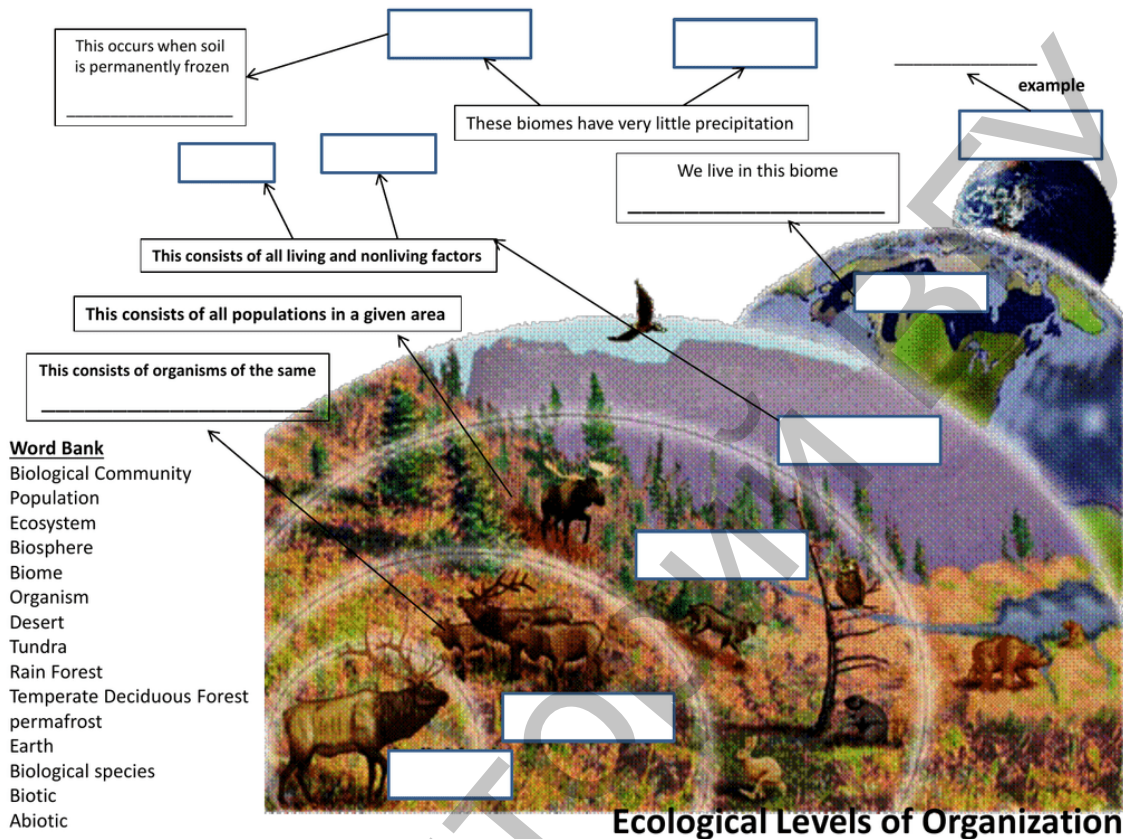 This occurs when soil
is permanently frozen
example
These biomes have very little precipitation
We live in this biome
This consists of all living and nonliving factors
This consists of all populations in a given area
This consists of organisms of the same
Word Bank
Biological Community
Population
Ecosystem
Biosphere
Biome
Organism
Desert
Tundra
Rain Forest
Temperate Deciduous Forest
permafrost
Earth
Biological species
Biotic
Abiotic
Ecological Levels of Organization